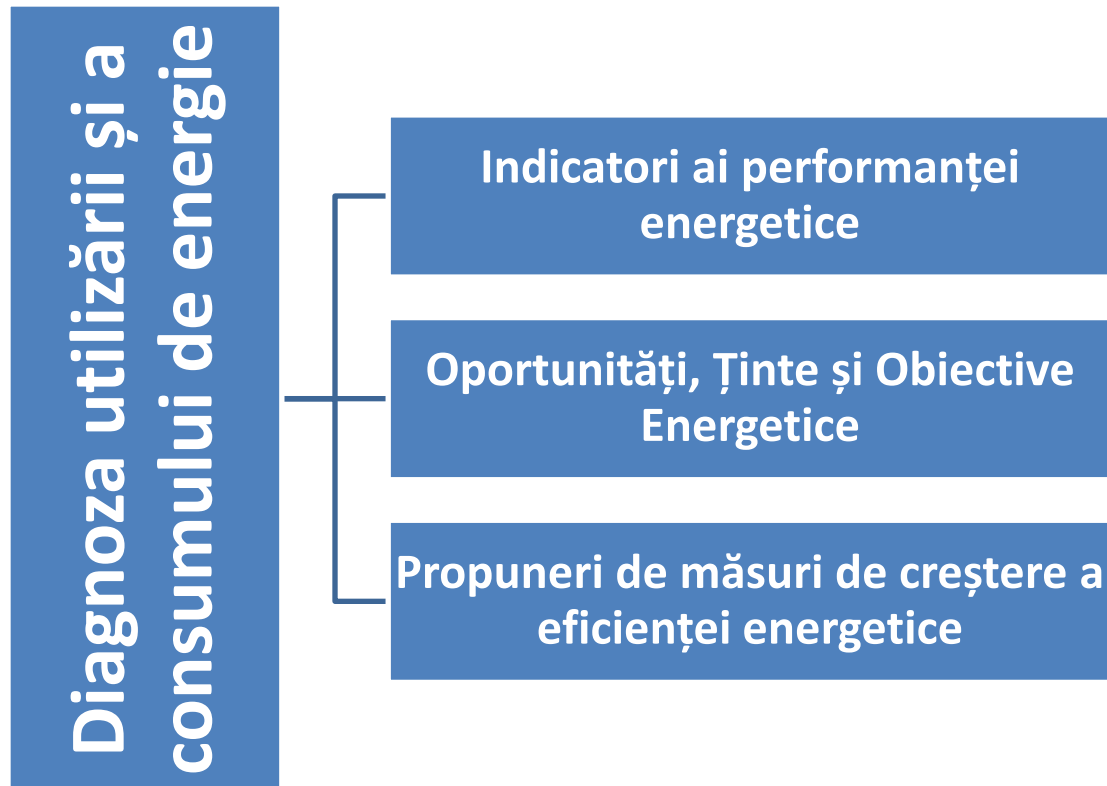 Diagnoza utilizării și a
consumului de energie
Indicatori ai performanței
energetice
Oportunități, Ținte și Obiective
Energetice
Propuneri de măsuri de creștere a
eficienței energetice